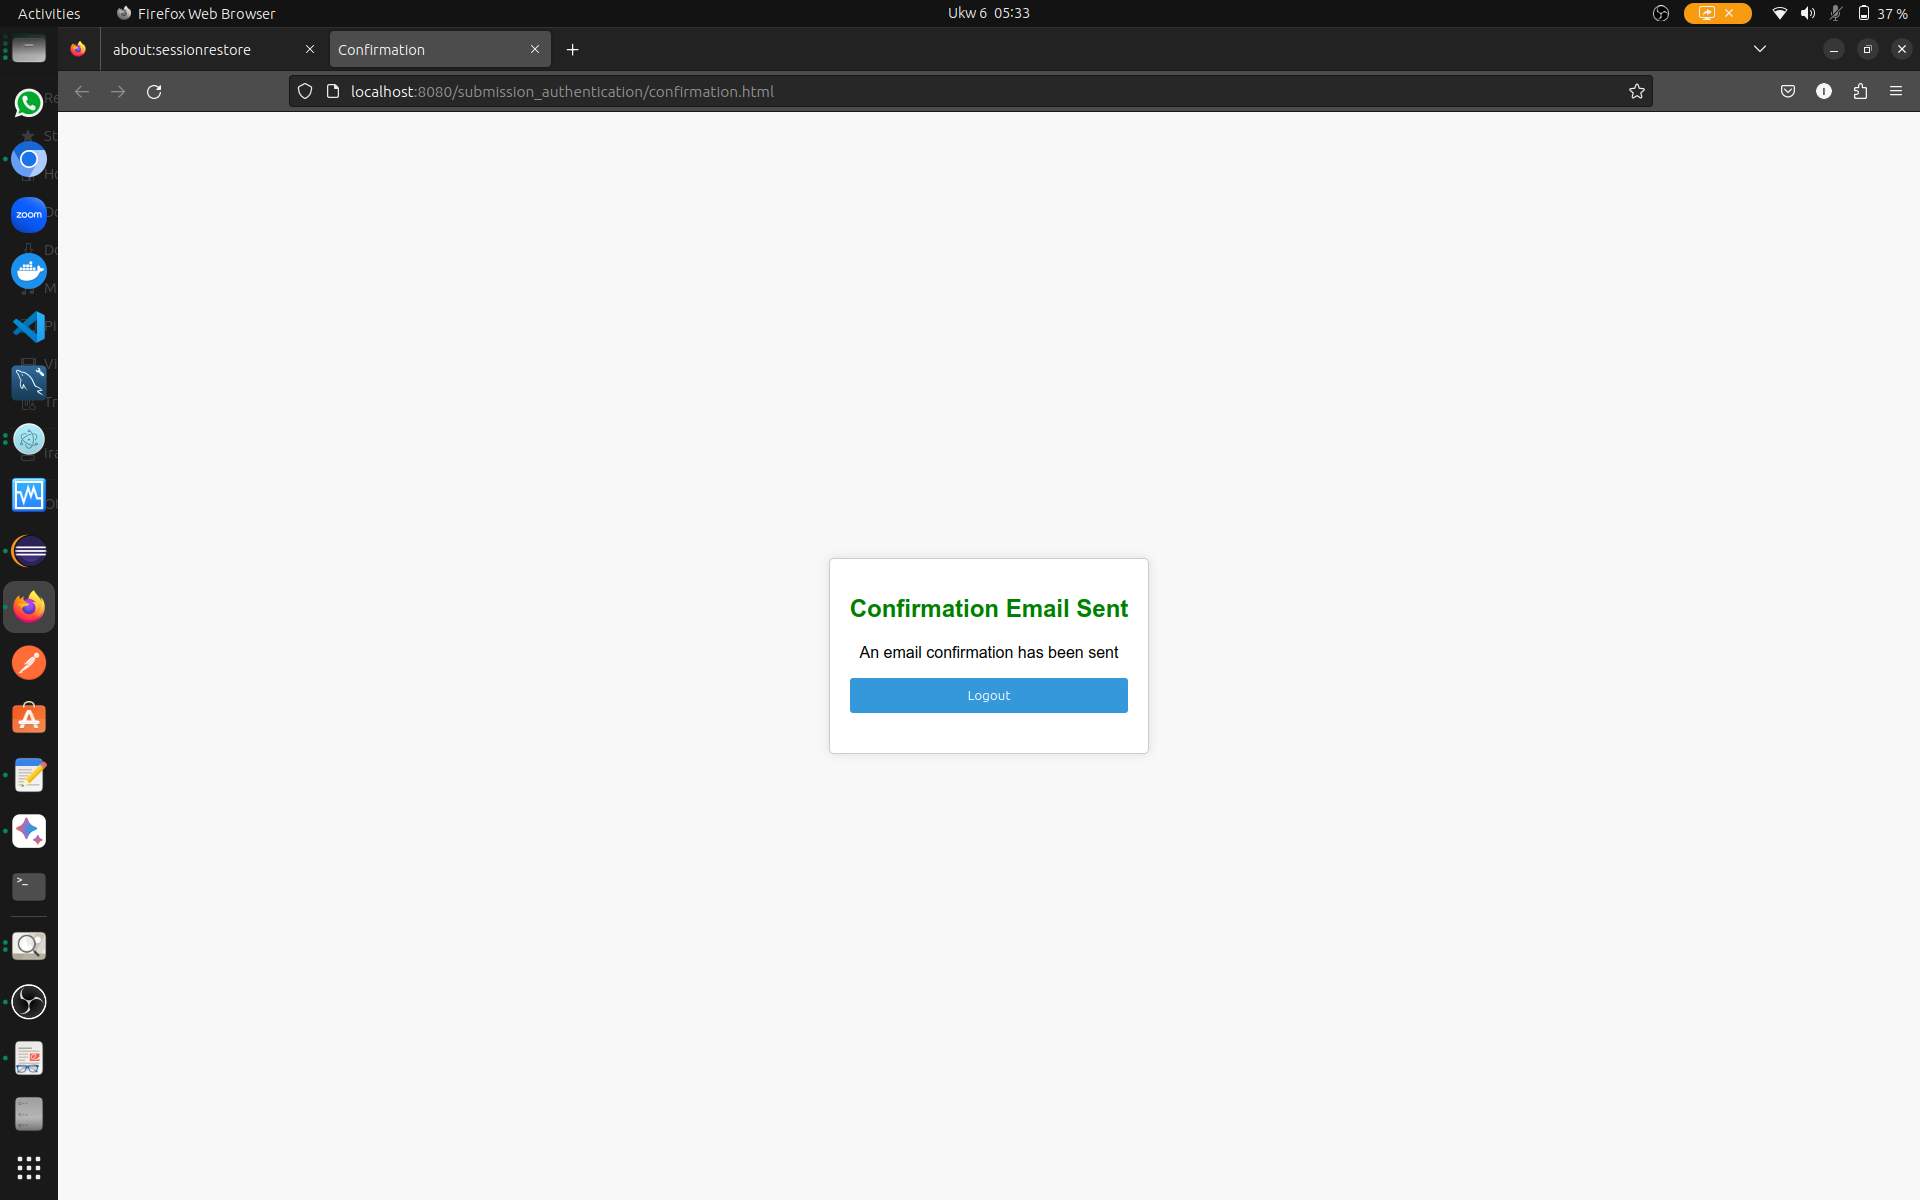 Activities
Firefox Web Browser
Ukw 6 05:33
37 %
about:sessionrestore
Confirmation
localhost:8080/submission_authentication/confirmation.html
zoom
Confirmation Email Sent
An email confirmation has been sent
Logout